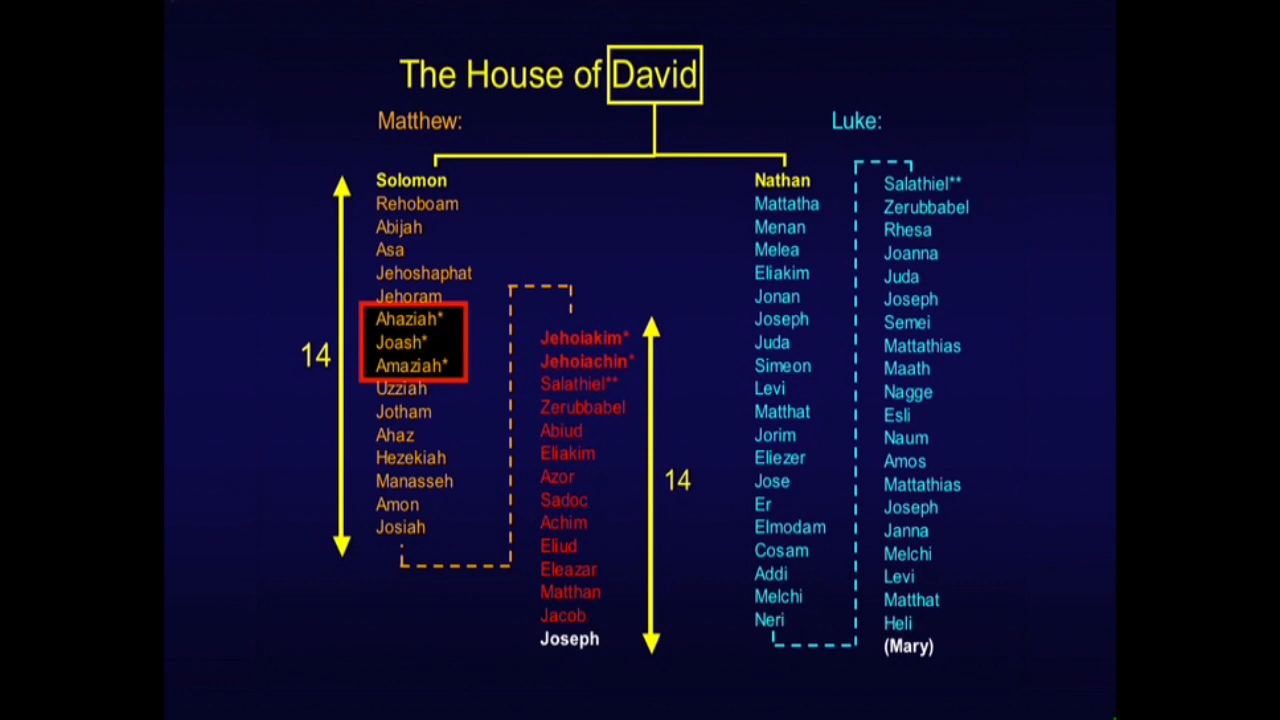 The House of David
Matthew:
Luke:
14
Solomon
Rehoboam
Abijah
Asa
Jehoshaphat
Jehoram
Ahaziah*
Joash*
Amaziah*
Uzziah
Jotham
Ahaz
Hezekiah
Manasseh
Amon
Josiah
Jehoiakim*
Jehoiachin*
Salathiel**
Zerubbabel
Abiud
Eliakim
Azor
Sadoc
Achim
Eliud
Eleazar
Matthan
Jacob
Joseph
14
Nathan
Mattatha
Menan
Melea
Eliakim
Jonan
Joseph
Juda
Simeon
Levi
Matthat
Jorim
Eliezer
Jose
Er
Elmodam
Cosam
Addi
Melchi
Neri
Salathiel**
Zerubbabel
Rhesa
Joanna
Juda
Joseph
Semei
Mattathias
Maath
Nagge
Esli
Naum
Amos
Mattathias
Joseph
Janna
Melchi
Levi
Matthat
Heli
(Mary)